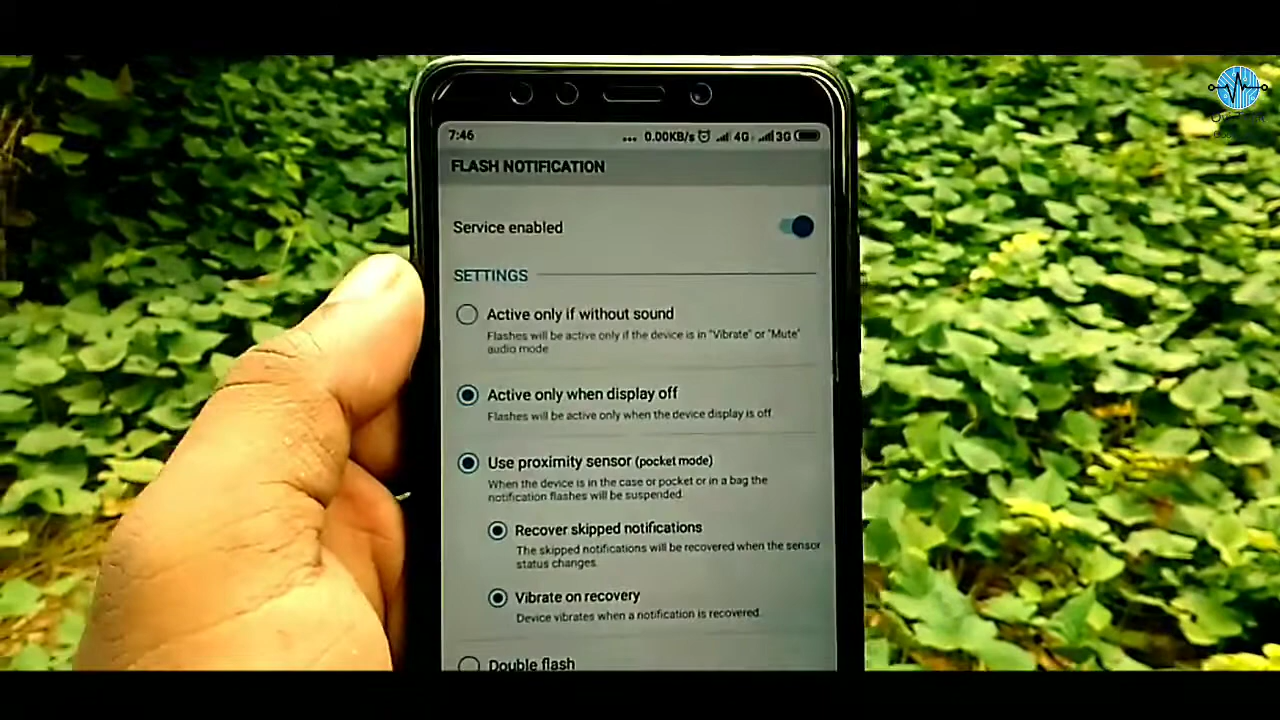 7:46
... 0.00KB/s 4G 3G
FLASH NOTIFICATION
Service enabled
SETTINGS
Active only if without sound
Flashes will be active only if the device is in "Vibrate" or "Mute"
audio mode
Active only when display off
Flashes will be active only when the device display is off.
Use proximity sensor (pocket mode)
When the device is in the case or pocket or in a bag the
notification flashes will be suspended.
Recover skipped notifications
The skipped notifications will be recovered when the sensor
status changes.
Vibrate on recovery
Device vibrates when a notification is recovered.
Double flash